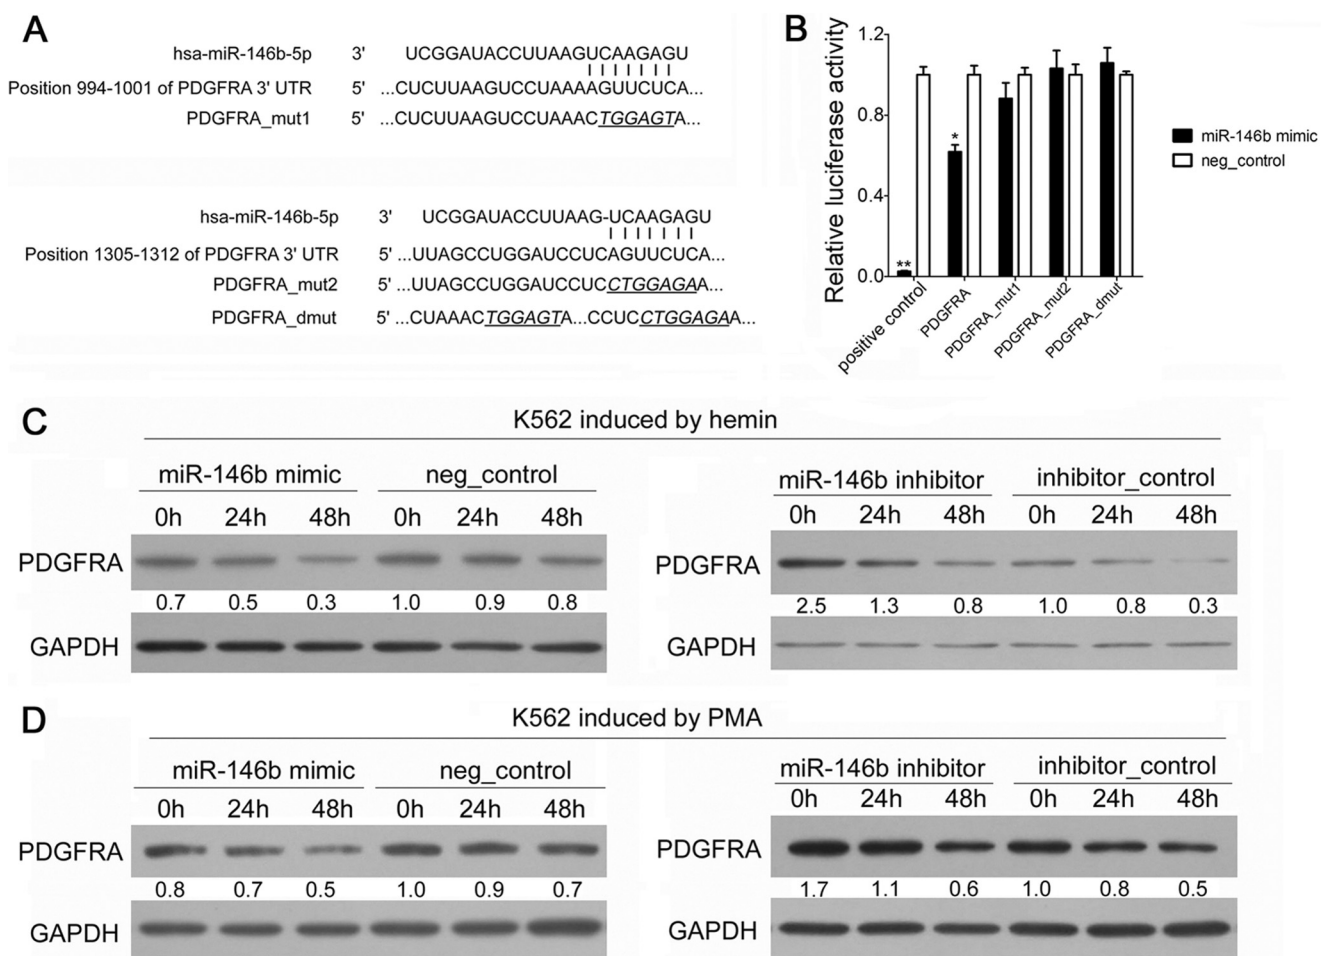 A
hsa-miR-146b-5p 3' UCGGAUACCUUAAGUCAAGAGU
Position 994-1001 of PDGFRA 3' UTR 5' ...CUCUUAAGUCCUAAAAGUUCUCA...
PDGFRA_mut1 5' ...CUCUUAAGUCCUAAACTGGAGTA...
hsa-miR-146b-5p 3' UCGGAUACCUUAAG-UCAAGAGU
Position 1305-1312 of PDGFRA 3' UTR 5' ...UUAGCCUGGAUCCUCAGUUCUCA...
PDGFRA_mut2 5' ...UUAGCCUGGAUCCUCCTGGAGAA...
PDGFRA_dmut 5' ...CUAAACTGGAGTA...CCUCCTGGAGAA...
B
Relative luciferase activity
1.2
0.8
0.4
0.0
** *
positive control PDGFRA PDGFRA_mut1 PDGFRA_mut2 PDGFRA_dmut
miR-146b mimic
neg_control
C
K562 induced by hemin
miR-146b mimic neg_control miR-146b inhibitor inhibitor_control
0h 24h 48h 0h 24h 48h 0h 24h 48h 0h 24h 48h
PDGFRA PDGFRA
0.7 0.5 0.3 1.0 0.9 0.8 2.5 1.3 0.8 1.0 0.8 0.3
GAPDH GAPDH
D
K562 induced by PMA
miR-146b mimic neg_control miR-146b inhibitor inhibitor_control
0h 24h 48h 0h 24h 48h 0h 24h 48h 0h 24h 48h
PDGFRA PDGFRA
0.8 0.7 0.5 1.0 0.9 0.7 1.7 1.1 0.6 1.0 0.8 0.5
GAPDH GAPDH